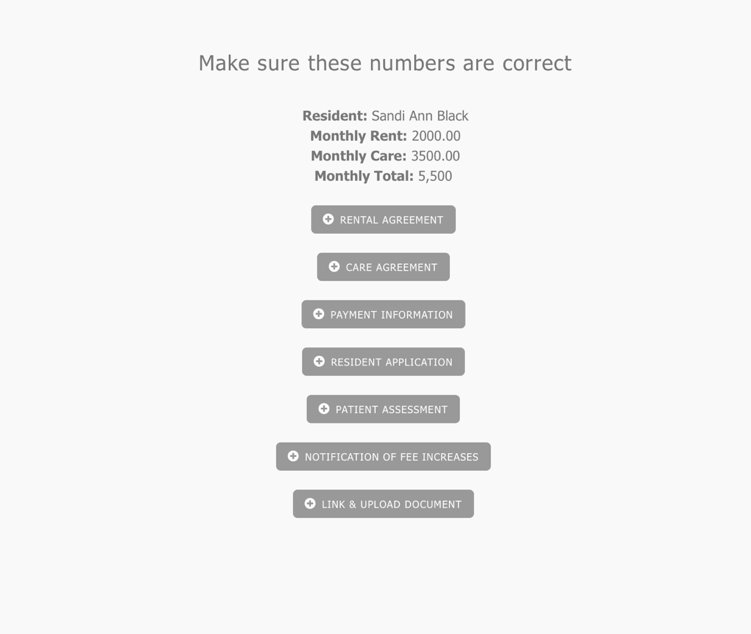 Make sure these numbers are correct
Resident: Sandi Ann Black
Monthly Rent: 2000.00
Monthly Care: 3500.00
Monthly Total: 5,500
RENTAL AGREEMENT
CARE AGREEMENT
PAYMENT INFORMATION
RESIDENT APPLICATION
PATIENT ASSESSMENT
NOTIFICATION OF FEE INCREASES
LINK & UPLOAD DOCUMENT